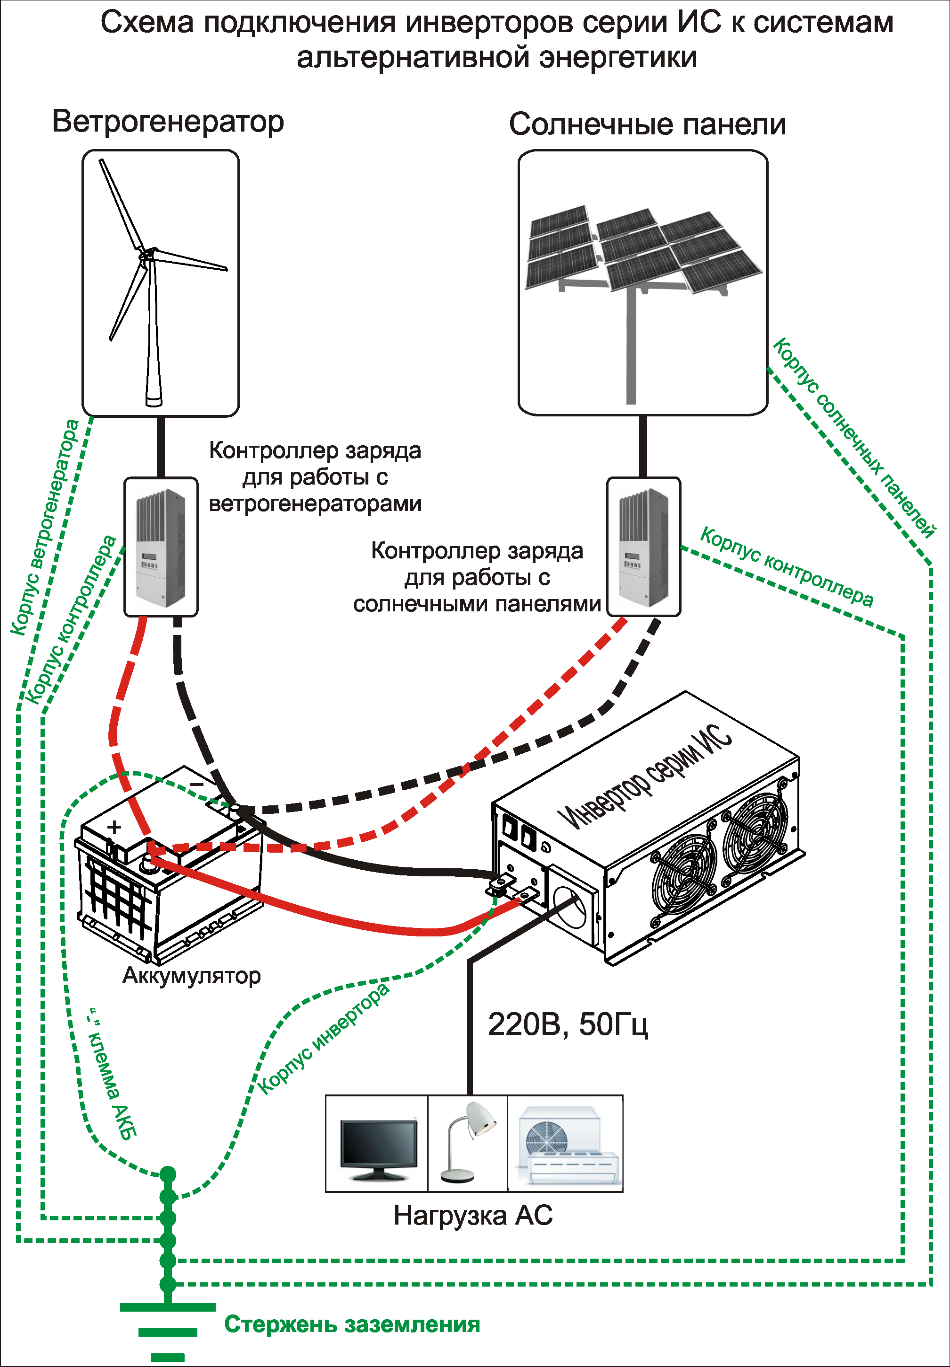 Схема подключения инверторов серии ИС к системам
альтернативной энергетики
Ветрогенератор
Солнечные панели
Контроллер заряда
для работы с
ветрогенераторами
Контроллер заряда
для работы с
солнечными панелями
Корпус ветрогенератора
Корпус контроллера
Корпус солнечных панелей
Корпус контроллера
Инвертор серии ИС
+
−
Аккумулятор
"-" клемма АКБ
Корпус инвертора
220В, 50Гц
Нагрузка АС
Стержень заземления